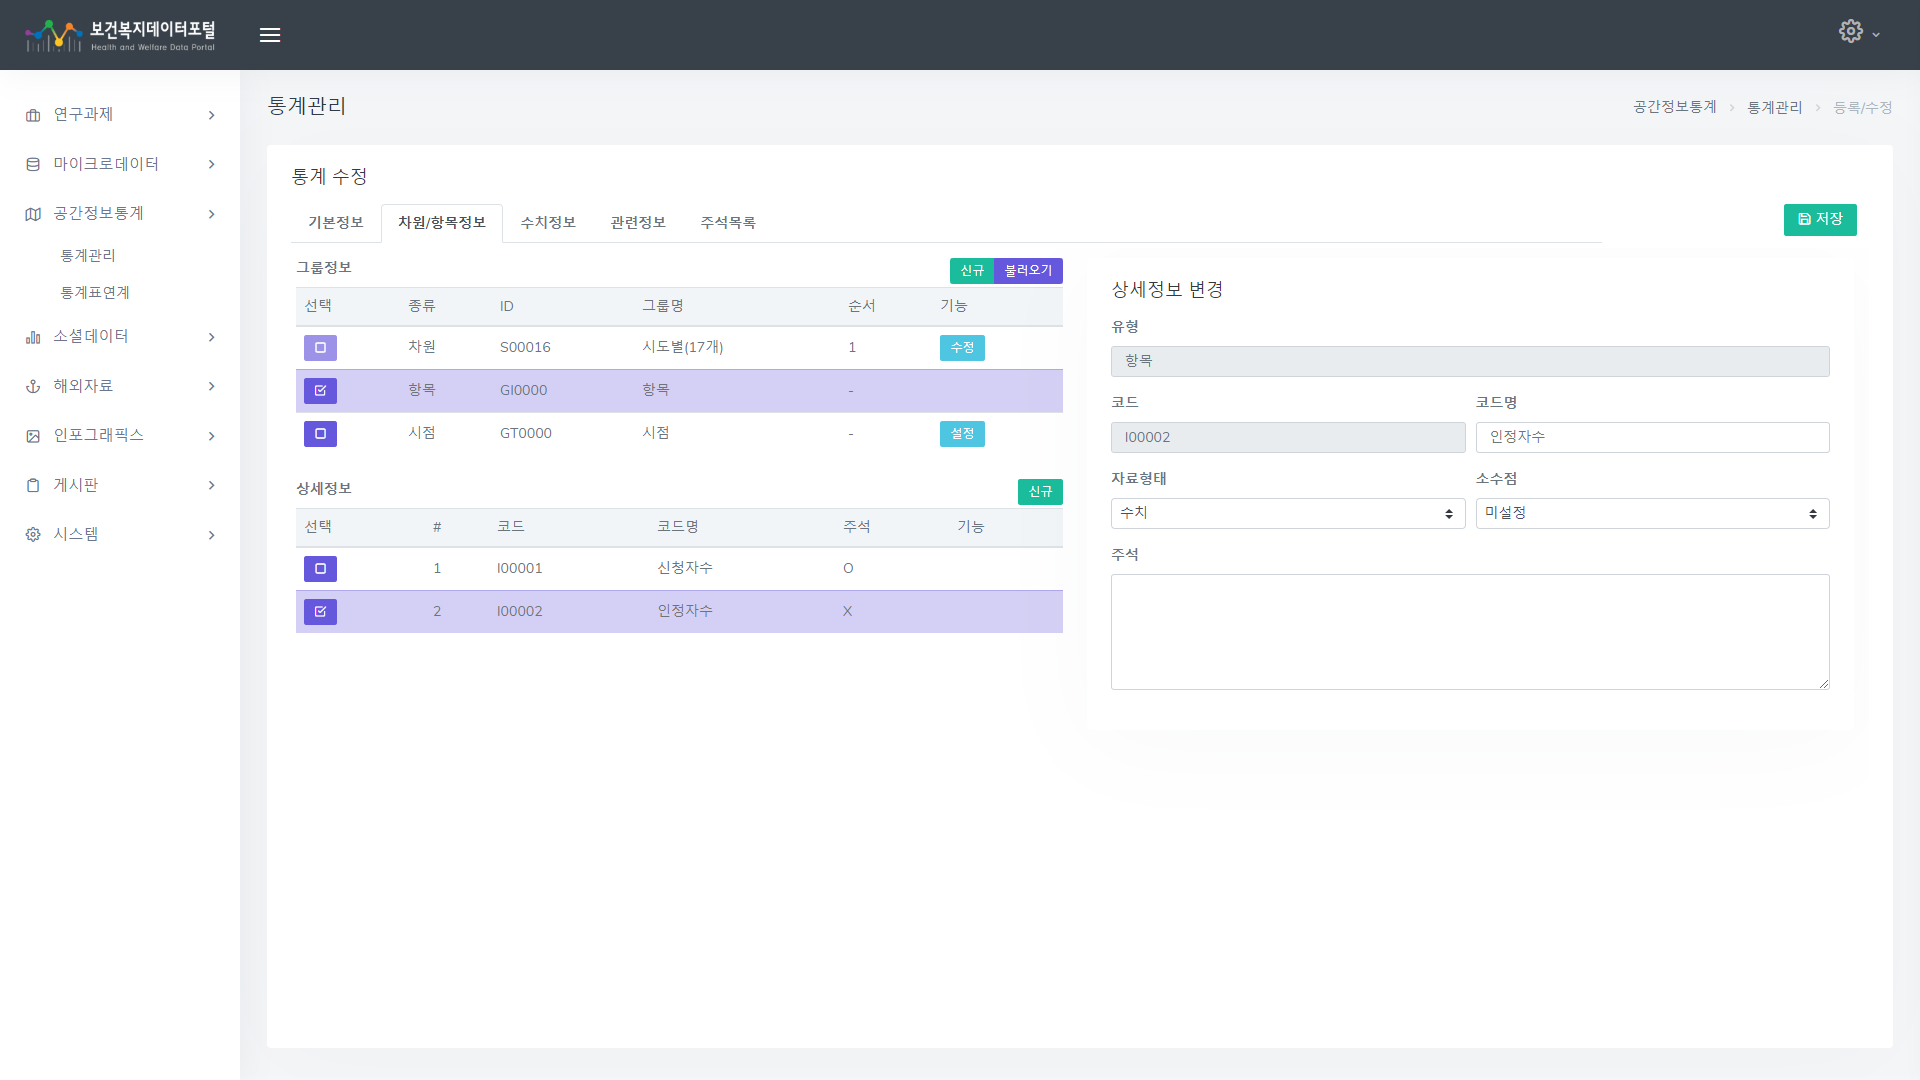 보건복지데이터포털
Health and Welfare Data Portal
연구과제
마이크로데이터
공간정보통계
통계관리
통계표연계
소셜데이터
해외자료
인포그래픽스
게시판
시스템
통계관리
공간정보통계 > 통계관리 > 등록/수정
통계 수정
기본정보 차원/항목정보 수치정보 관련정보 주석목록
저장
그룹정보 신규 불러오기
선택 종류 ID 그룹명 순서 기능
차원 S00016 시도별(17개) 1 수정
항목 GI0000 항목 -
시점 GT0000 시점 - 설정
상세정보 신규
선택 # 코드 코드명 주석 기능
1 I00001 신청자수 O
2 I00002 인정자수 X
상세정보 변경
유형
항목
코드 코드명
I00002 인정자수
자료형태 소수점
수치 미설정
주석